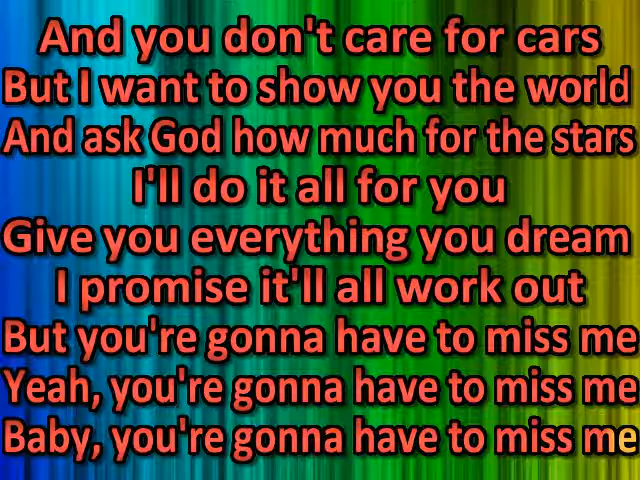 And you don't care for cars
But I want to show you the world
And ask God how much for the stars
I'll do it all for you
Give you everything you dream
I promise it'll all work out
But you're gonna have to miss me
Yeah, you're gonna have to miss me
Baby, you're gonna have to miss me